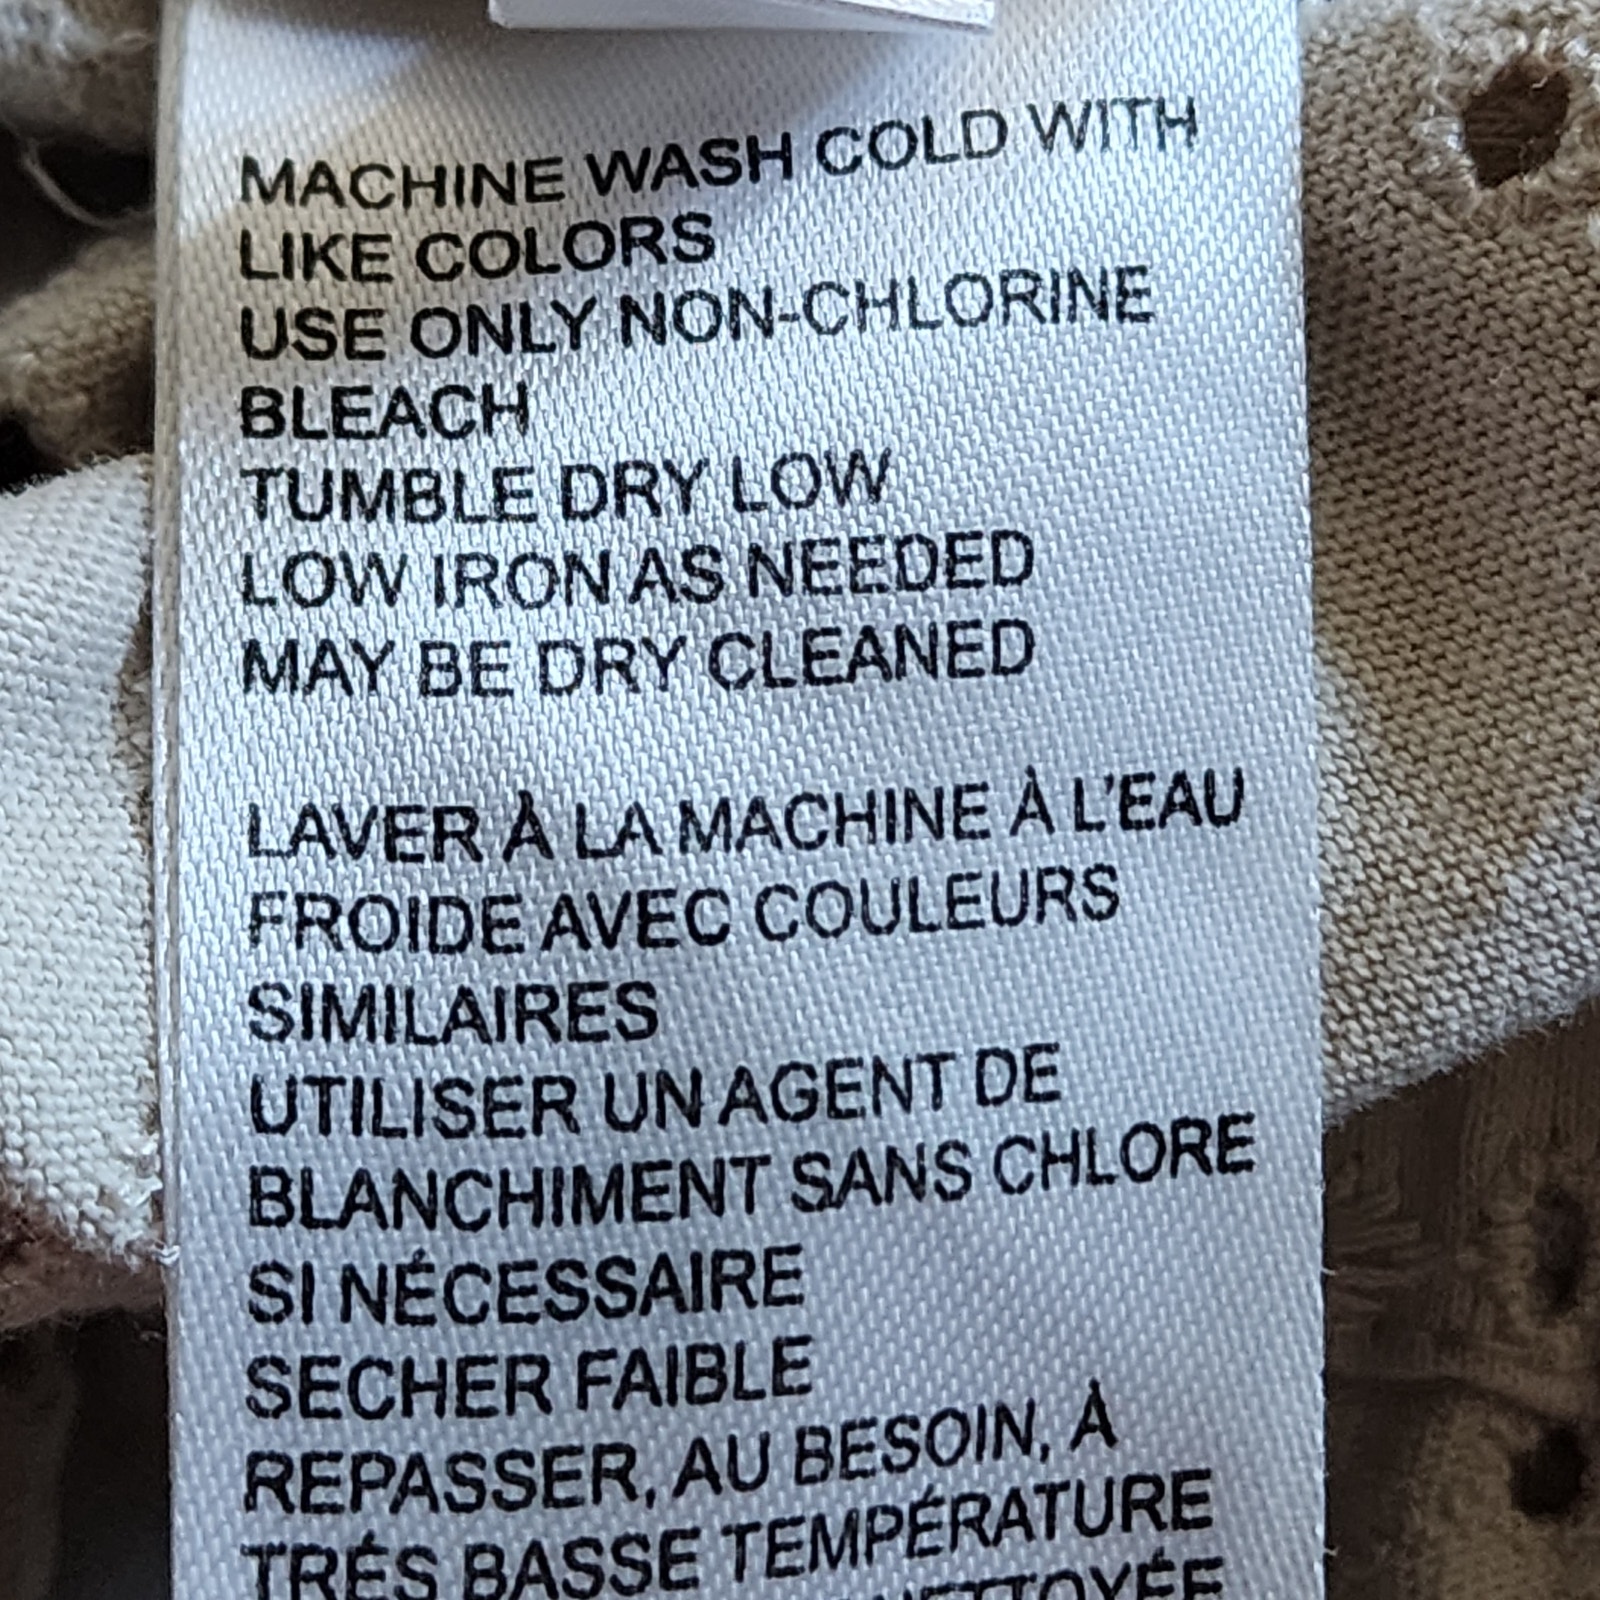 MACHINE WASH COLD WITH
LIKE COLORS
USE ONLY NON-CHLORINE
BLEACH
TUMBLE DRY LOW
LOW IRON AS NEEDED
MAY BE DRY CLEANED
LAVER À LA MACHINE À L'EAU
FROIDE AVEC COULEURS
SIMILAIRES
UTILISER UN AGENT DE
BLANCHIMENT SANS CHLORE
SI NÉCESSAIRE
SECHER FAIBLE
REPASSER, AU BESOIN, À
TRÉS BASSE TEMPÉRATURE
NETTOYÉE